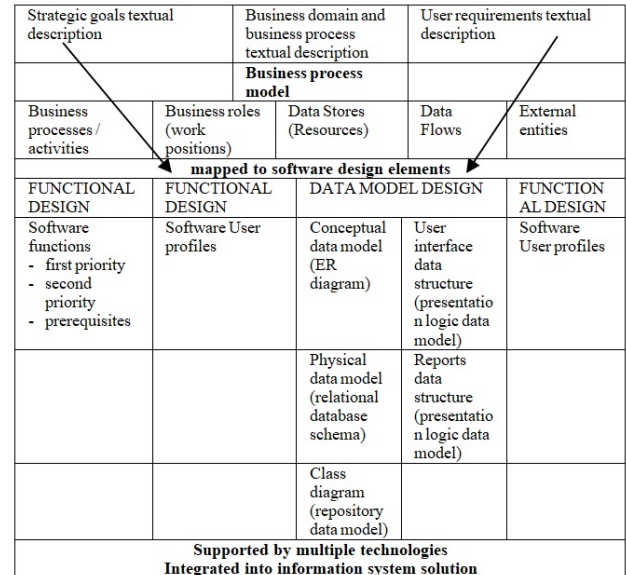 Strategic goals textual
description
Business domain and
business process
textual description
User requirements textual
description
Business process
model
Business
processes /
activities
Business roles
(work
positions)
Data Stores
(Resources)
Data
Flows
External
entities
mapped to software design elements
FUNCTIONAL
DESIGN
FUNCTIONAL
DESIGN
DATA MODEL DESIGN
FUNCTION
AL DESIGN
Software
functions
- first priority
- second
priority
- prerequisites
Software User
profiles
Conceptual
data model
(ER
diagram)
User
interface
data
structure
(presentatio
n logic data
model)
Software
User profiles
Physical
data model
(relational
database
schema)
Reports
data
structure
(presentatio
n logic data
model)
Class
diagram
(repository
data model)
Supported by multiple technologies
Integrated into information system solution